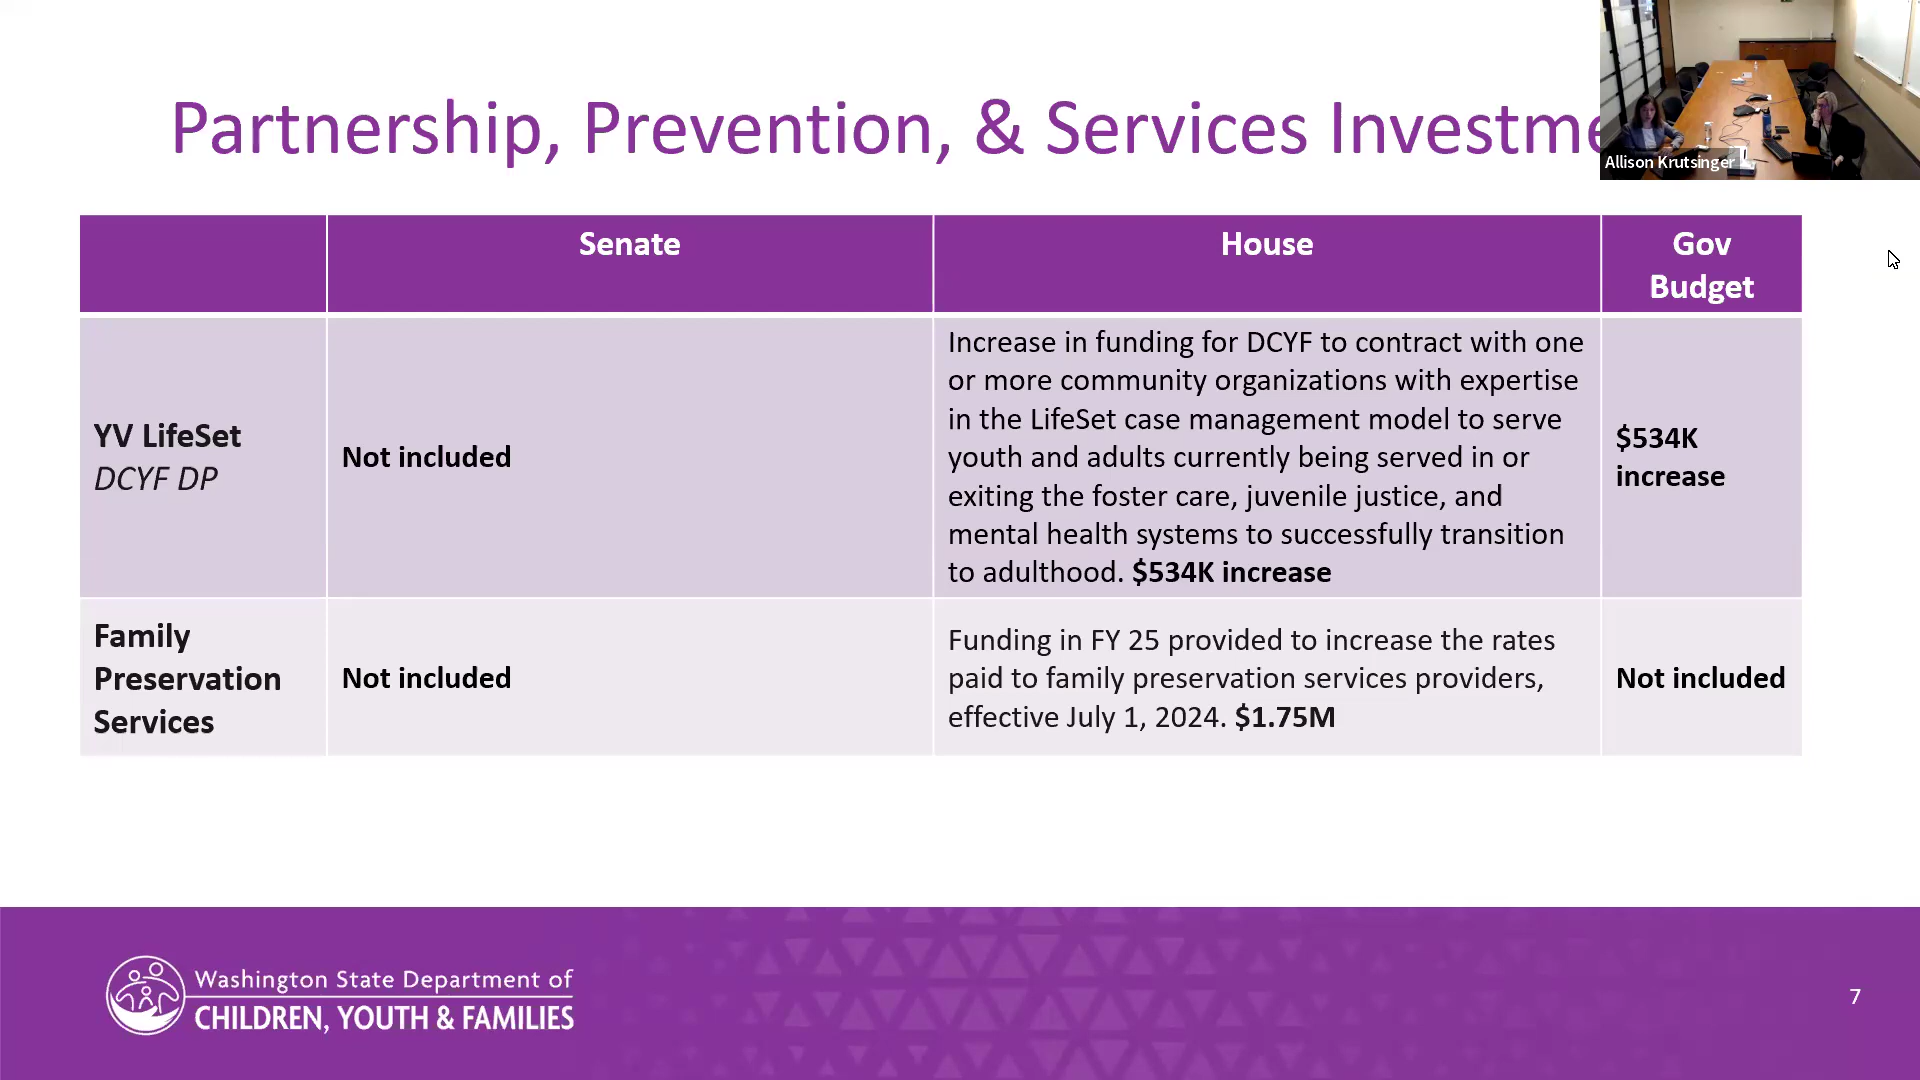 Partnership, Prevention, & Services Investme
Allison Krutsinger
Senate
House
Gov
Budget
YV LifeSet
DCYF DP
Not included
Increase in funding for DCYF to contract with one
or more community organizations with expertise
in the LifeSet case management model to serve
youth and adults currently being served in or
exiting the foster care, juvenile justice, and
mental health systems to successfully transition
to adulthood. $534K increase
$534K
increase
Family
Preservation
Services
Not included
Funding in FY 25 provided to increase the rates
paid to family preservation services providers,
effective July 1, 2024. $1.75M
Not included
Washington State Department of
CHILDREN, YOUTH & FAMILIES
7